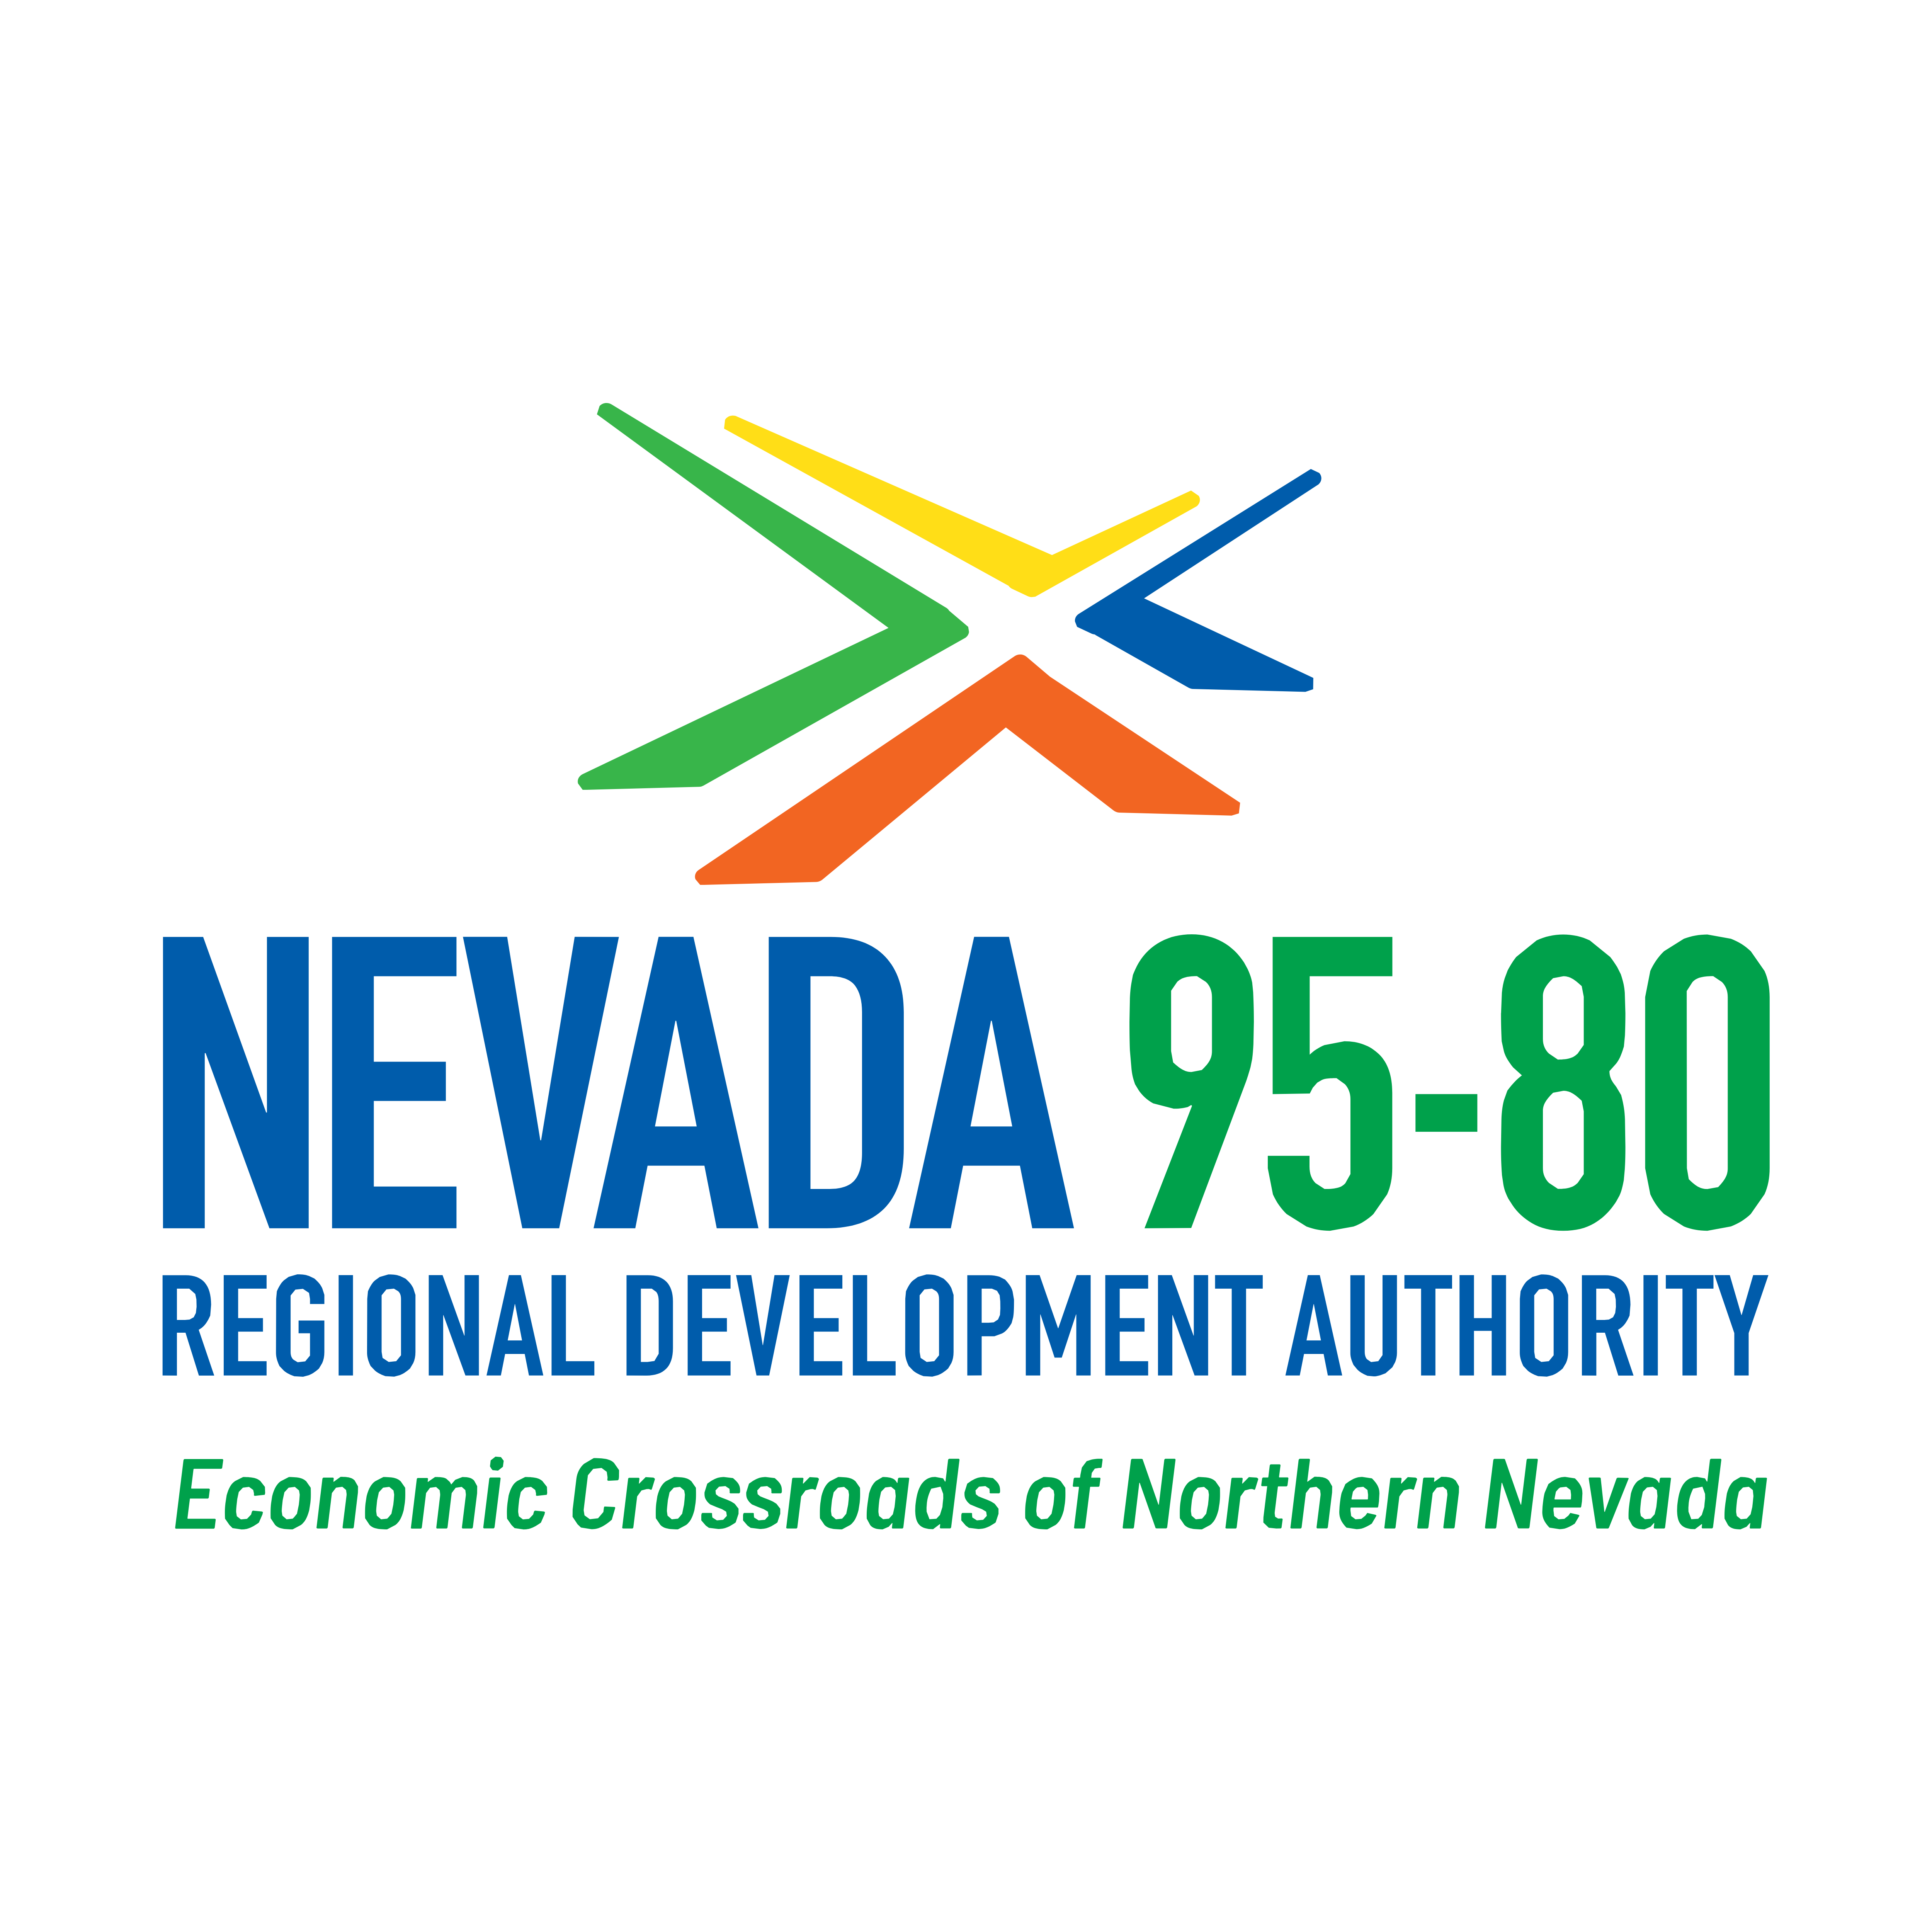 NEVADA 95-80
REGIONAL DEVELOPMENT AUTHORITY
Economic Crossroads of Northern Nevada